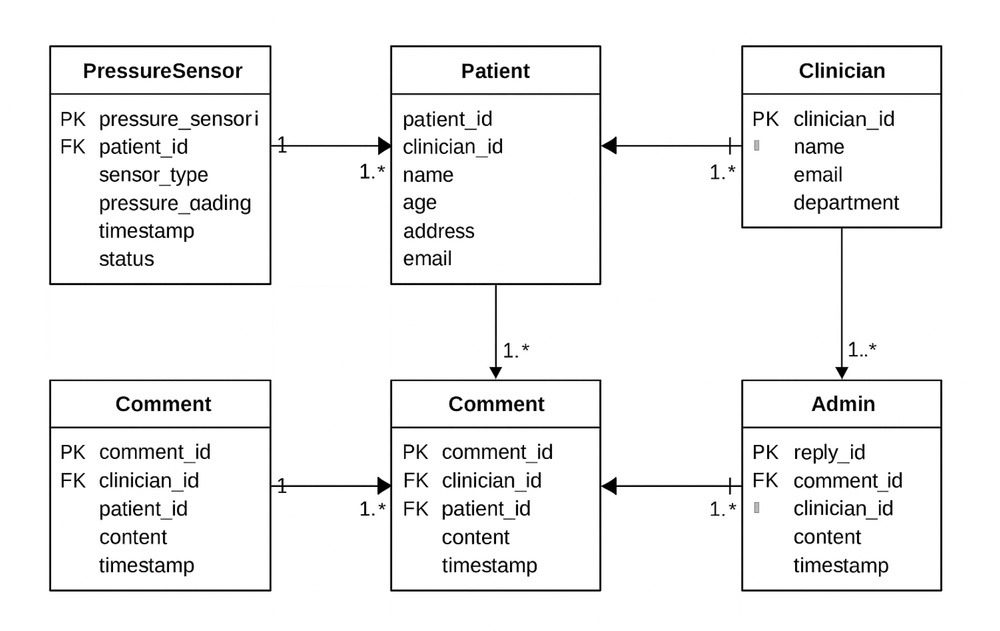 PressureSensor
PK pressure_sensori
FK patient_id
sensor_type
pressure_gading
timestamp
status
1
1.*
Patient
patient_id
clinician_id
name
age
address
email
1.*
Clinician
PK clinician_id
name
email
department
1.*
1..*
Comment
PK comment_id
FK clinician_id
patient_id
content
timestamp
1
1.*
Comment
PK comment_id
FK clinician_id
FK patient_id
content
timestamp
1.*
Admin
PK reply_id
FK comment_id
clinician_id
content
timestamp